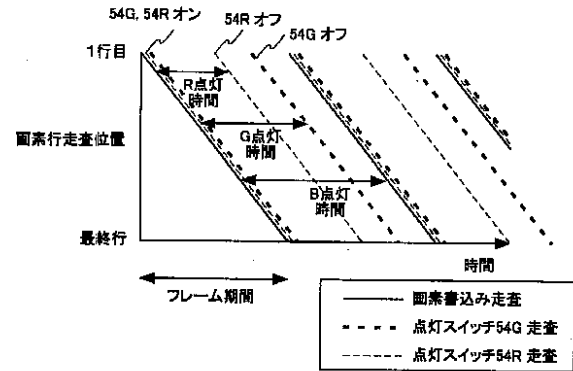 54G, 54R オン
54R オフ
54G オフ
1行目
R点灯
時間
G点灯
時間
画素行走査位置
B点灯
時間
最終行
時間
フレーム期間
画素書込み走査
点灯スイッチ54G 走査
点灯スイッチ54R 走査